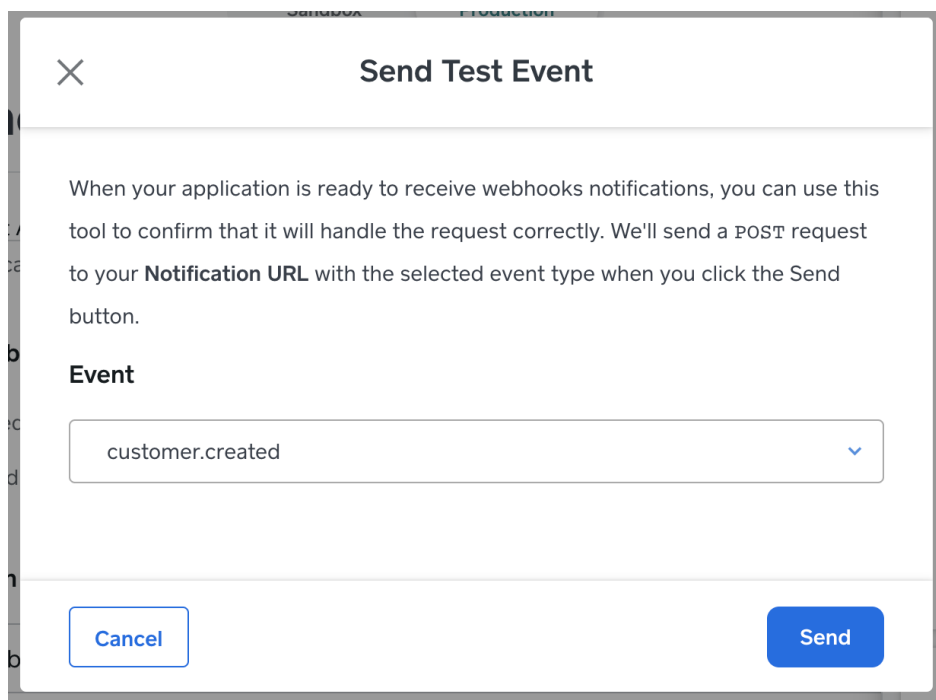 Sandbox Production
Send Test Event
When your application is ready to receive webhooks notifications, you can use this
tool to confirm that it will handle the request correctly. We'll send a POST request
to your Notification URL with the selected event type when you click the Send
button.
Event
customer.created
Cancel Send